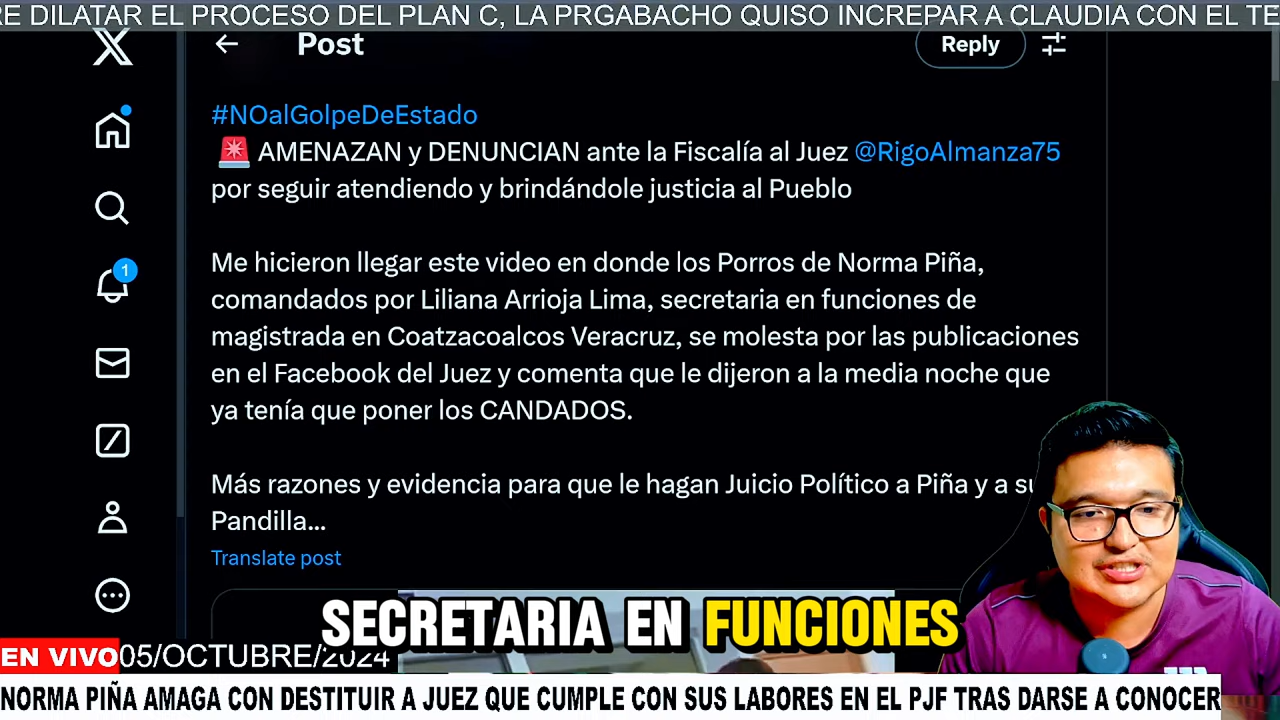 RE DILATAR EL PROCESO DEL PLAN C, LA PRGABACHO QUISO INCREPAR A CLAUDIA CON EL TE
Post
Reply
#NOalGolpeDeEstado
🚨 AMENAZAN y DENUNCIAN ante la Fiscalía al Juez @RigoAlmanza75
por seguir atendiendo y brindándole justicia al Pueblo
Me hicieron llegar este video en donde los Porros de Norma Piña,
comandados por Liliana Arrioja Lima, secretaria en funciones de
magistrada en Coatzacoalcos Veracruz, se molesta por las publicaciones
en el Facebook del Juez y comenta que le dijeron a la media noche que
ya tenía que poner los CANDADOS.
Más razones y evidencia para que le hagan Juicio Político a Piña y a su
Pandilla...
Translate post
1
SECRETARIA EN FUNCIONES
EN VIVO 05/OCTUBRE/2024
NORMA PIÑA AMAGA CON DESTITUIR A JUEZ QUE CUMPLE CON SUS LABORES EN EL PJF TRAS DARSE A CONOCER